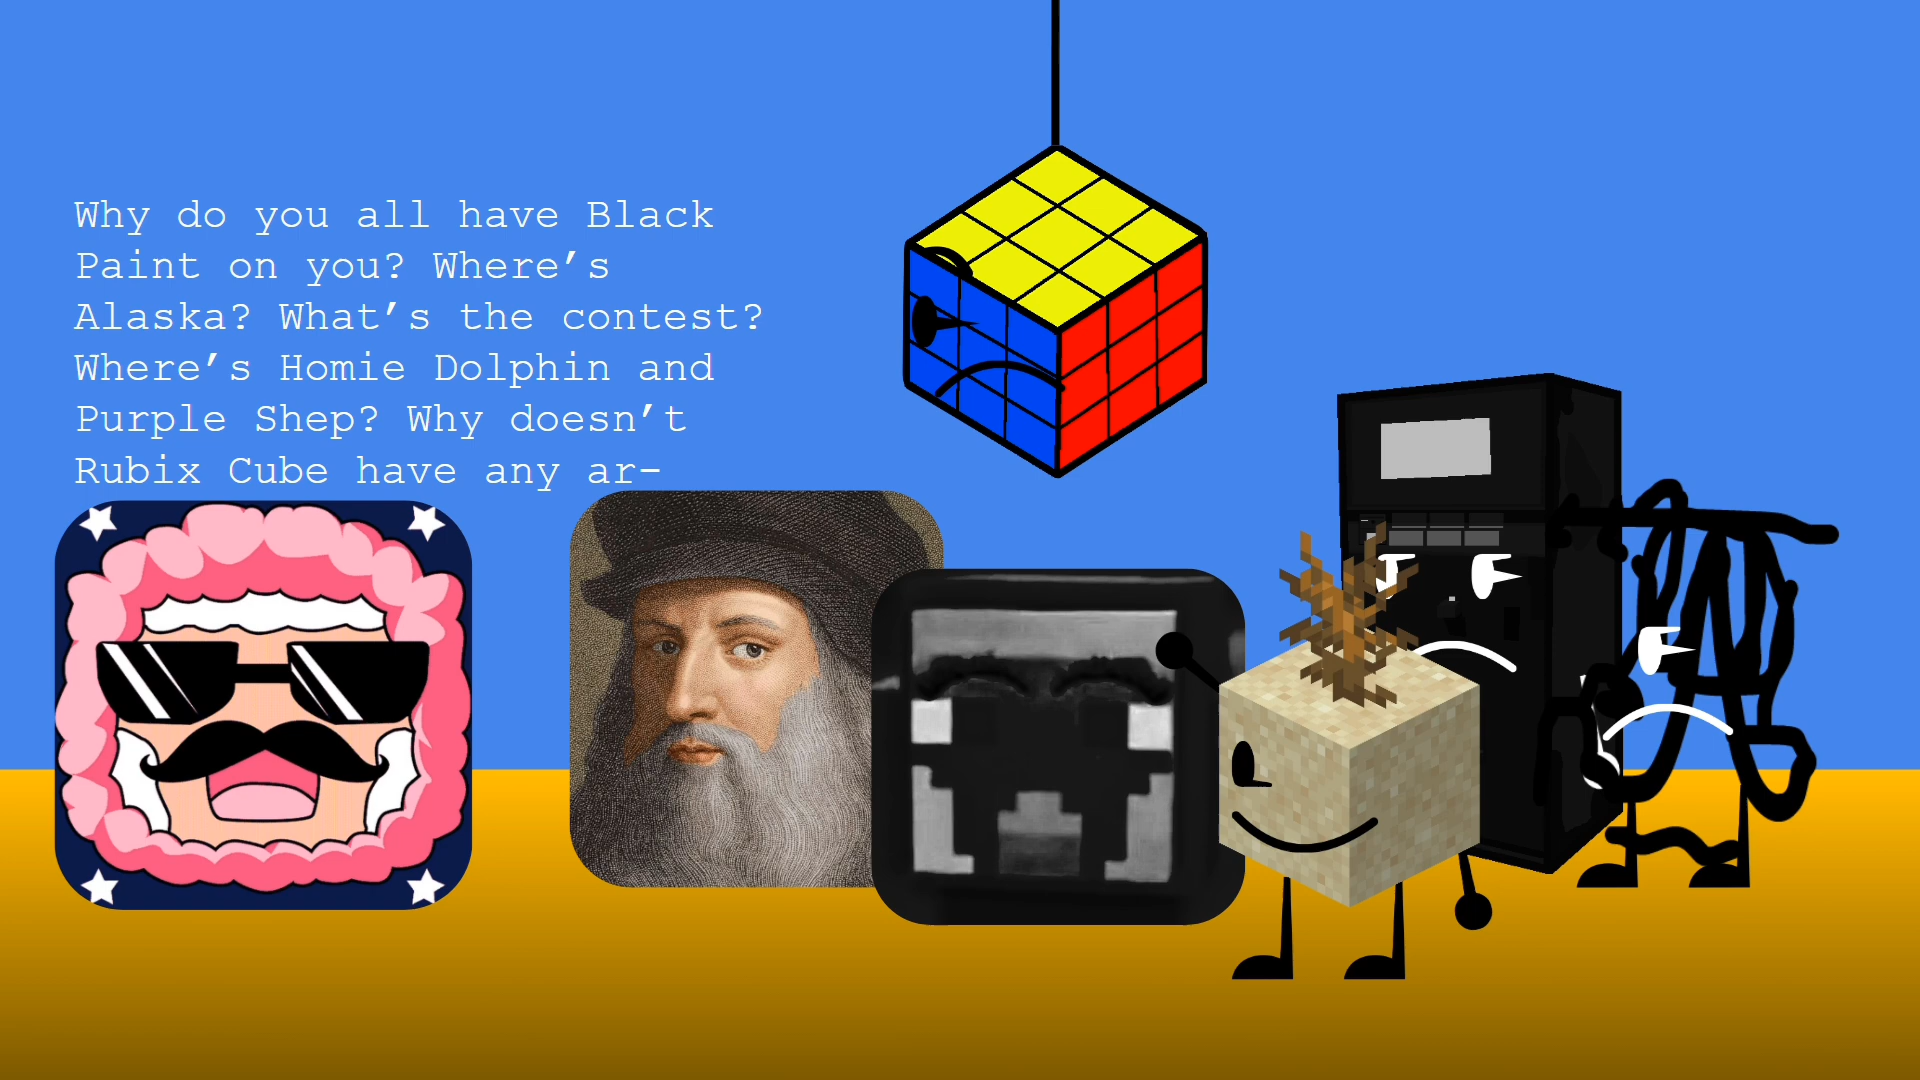 Why do you all have Black
Paint on you? Where’s
Alaska? What’s the contest?
Where’s Homie Dolphin and
Purple Shep? Why doesn’t
Rubix Cube have any ar-